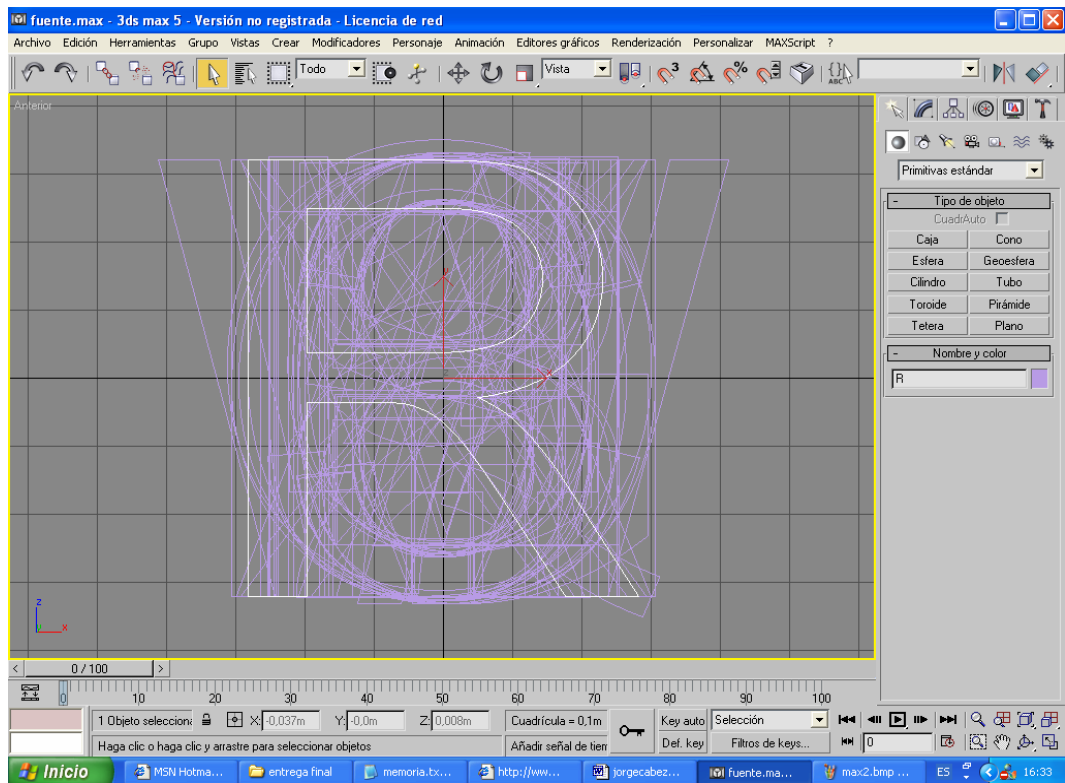 fuente.max - 3ds max 5 - Versión no registrada - Licencia de red
Archivo Edición Herramientas Grupo Vistas Crear Modificadores Personaje Animación Editores gráficos Renderización Personalizar MAXScript ?
Todo
Vista
3
%
ABC
Anterior
Primitivas estándar
- Tipo de objeto
CuadrAuto
Caja Cono
Esfera Geoesfera
Cilindro Tubo
Toroide Pirámide
Tetera Plano
- Nombre y color
R
z
x
< 0 / 100 >
0 10 20 30 40 50 60 70 80 90 100
1 Objeto seleccion X: -0,037m Y: -0,0m Z: 0,008m Cuadrícula = 0,1m Key auto Selección
Haga clic o haga clic y arrastre para seleccionar objetos Añadir señal de tiem Def. key Filtros de keys... 0
Inicio MSN Hotma... entrega final memoria.tx... http://ww... jorgecabez... fuente.ma... max2.bmp ... ES 16:33